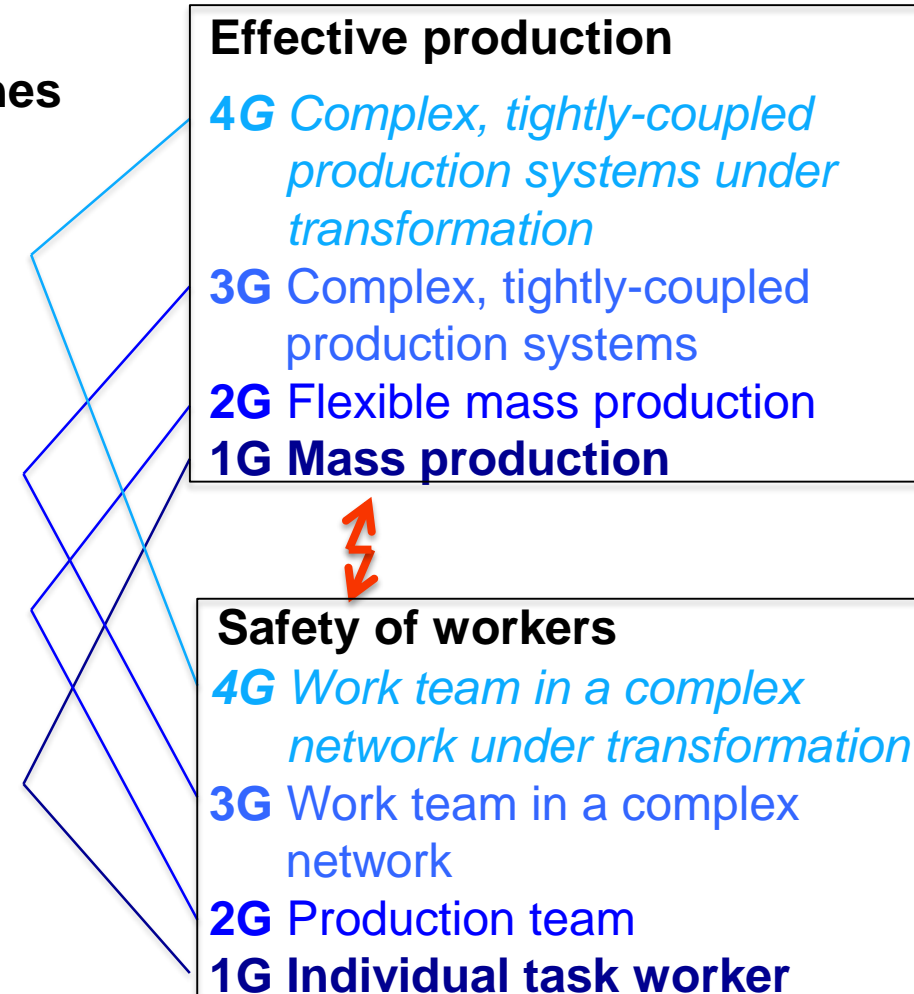 Effective production
4G Complex, tightly-coupled
production systems under
transformation
3G Complex, tightly-coupled
production systems
2G Flexible mass production
1G Mass production
Safety of workers
4G Work team in a complex
network under transformation
3G Work team in a complex
network
2G Production team
1G Individual task worker